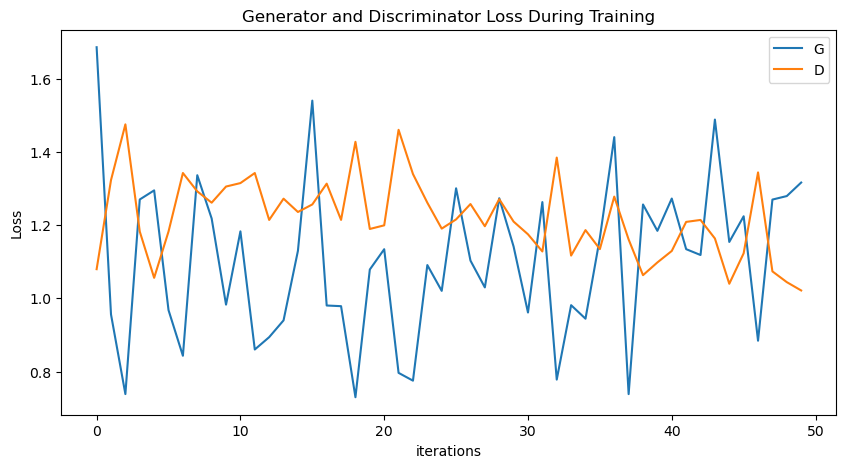 Generator and Discriminator Loss During Training
G
D
Loss
1.6
1.4
1.2
1.0
0.8
0
10
20
30
40
50
iterations